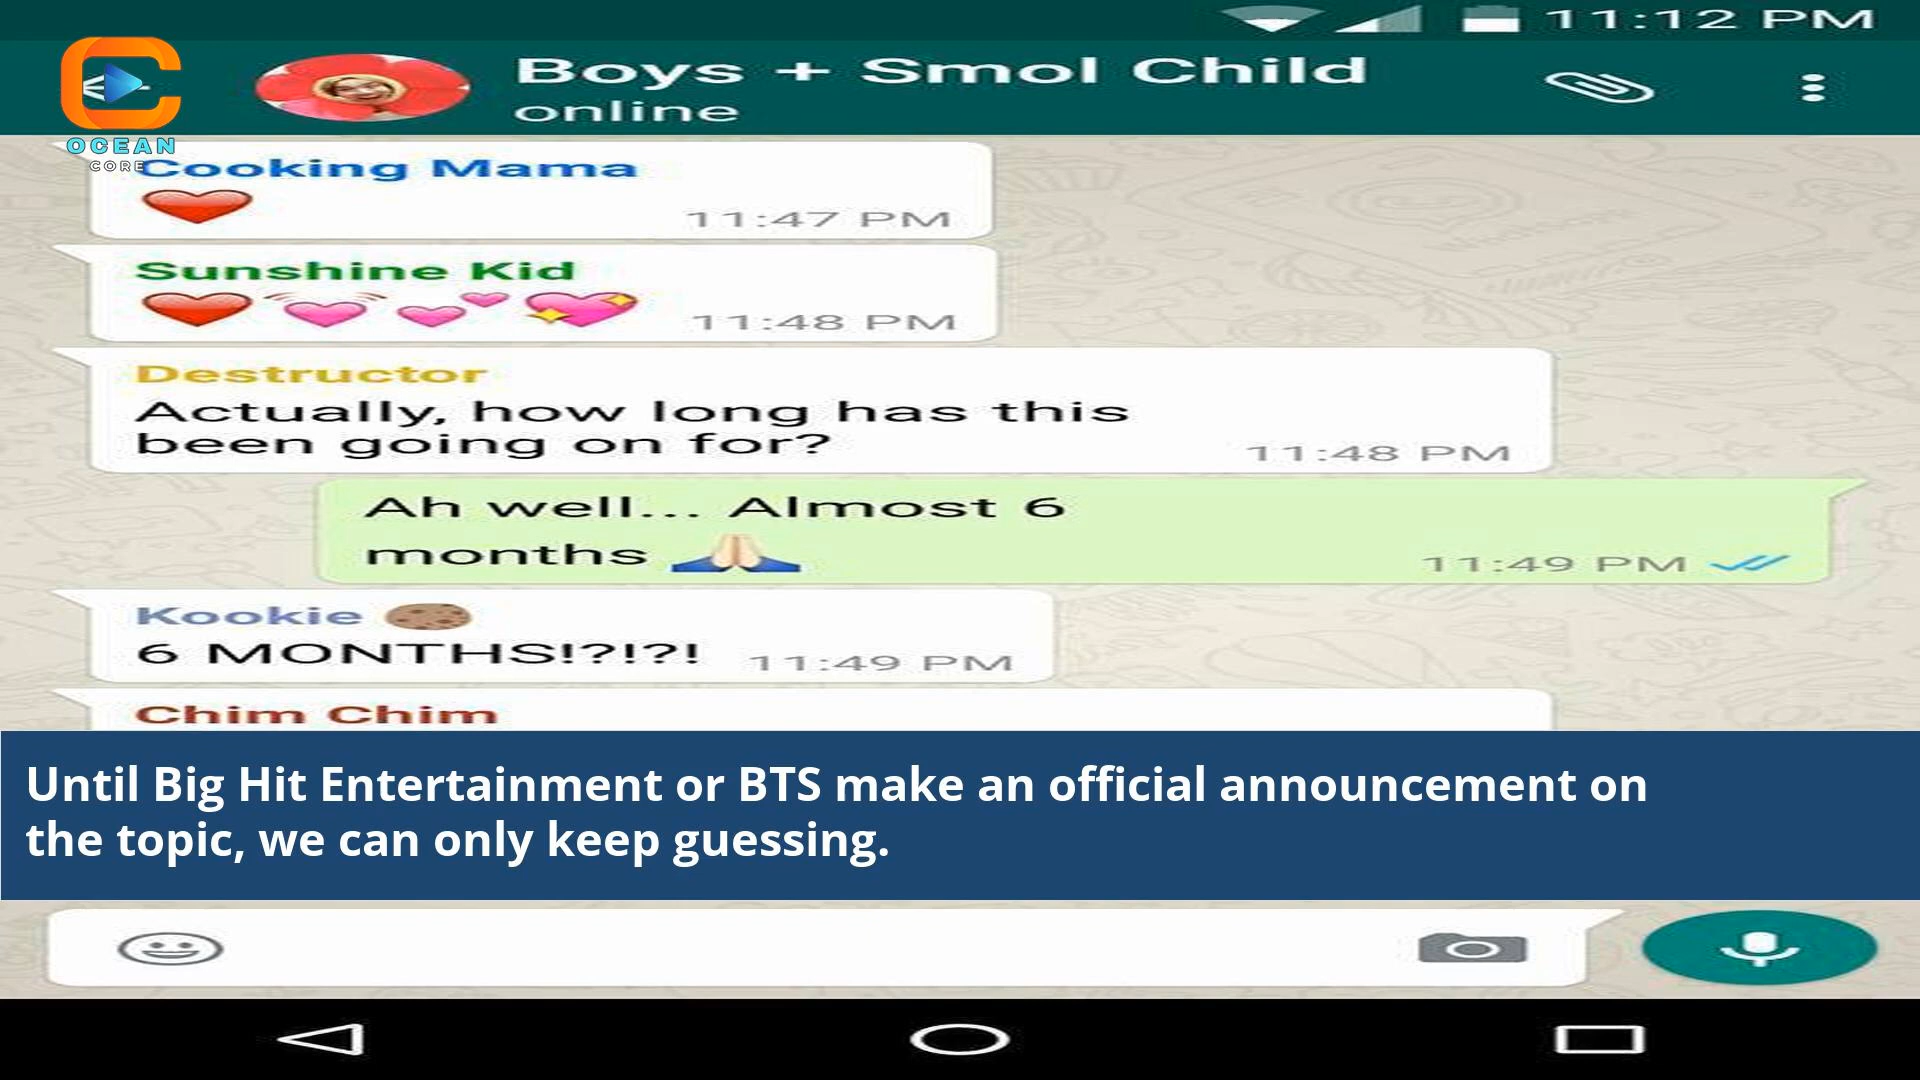 11:12 PM
Boys + Smol Child
online
OCEAN
CORE
Cooking Mama
11:47 PM
Sunshine Kid
11:48 PM
Destructor
Actually, how long has this
been going on for?
11:48 PM
Ah well... Almost 6
months
11:49 PM
Kookie
6 MONTHS!?!?!
11:49 PM
Chim Chim
Until Big Hit Entertainment or BTS make an official announcement on
the topic, we can only keep guessing.